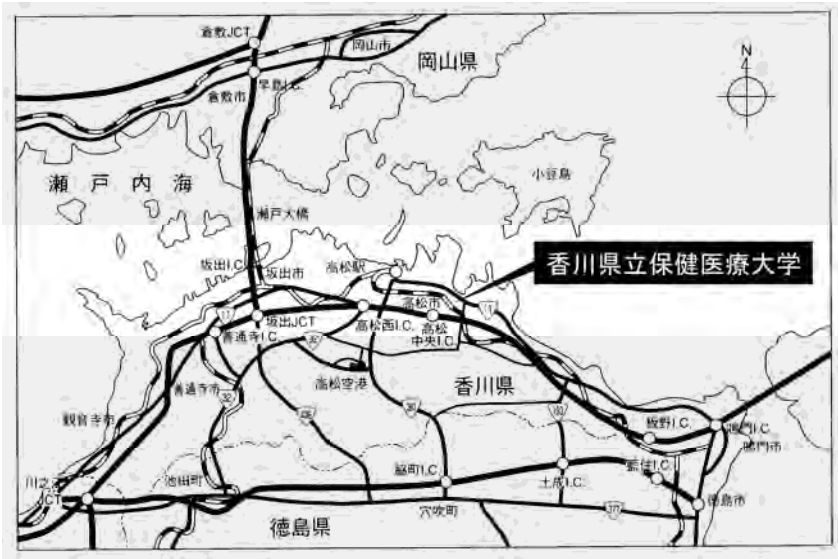 倉敷JCT
岡山市
岡山県
N
早島I.C.
倉敷市
瀬戸内海
小豆島
瀬戸大橋
坂出I.C.
坂出市
高松駅
香川県立保健医療大学
高松市
11
11
坂出JCT
高松西I.C.
高松
中央I.C.
善通寺I.C.
32
高松空港
善通寺市
香川県
32
438
193
観音寺市
板野I.C.
鳴門I.C.
鳴門市
脇町I.C.
藍住I.C.
川之江
JCT
池田町
土成I.C.
徳島市
穴吹町
徳島県